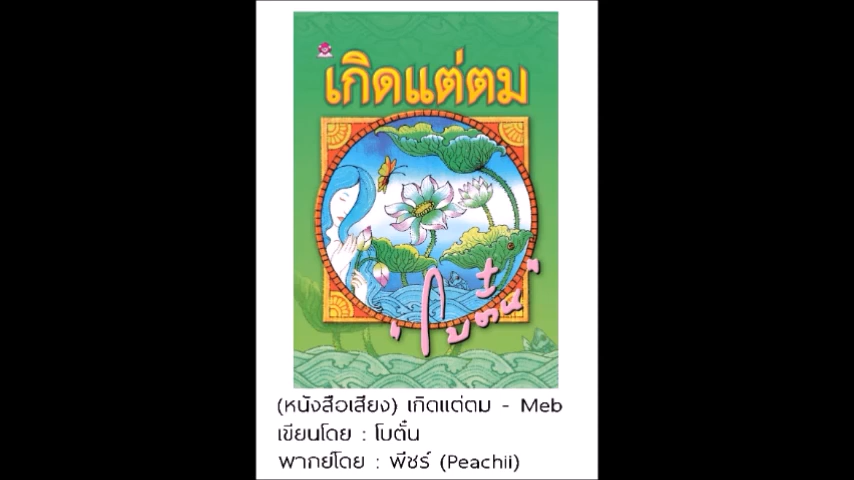 เกิดแต่ตม
"โบตั๋น"
(หนังสือเสียง) เกิดแต่ตม - Meb
เขียนโดย : โบตั๋น
พากย์โดย : พีชร์ (Peachii)